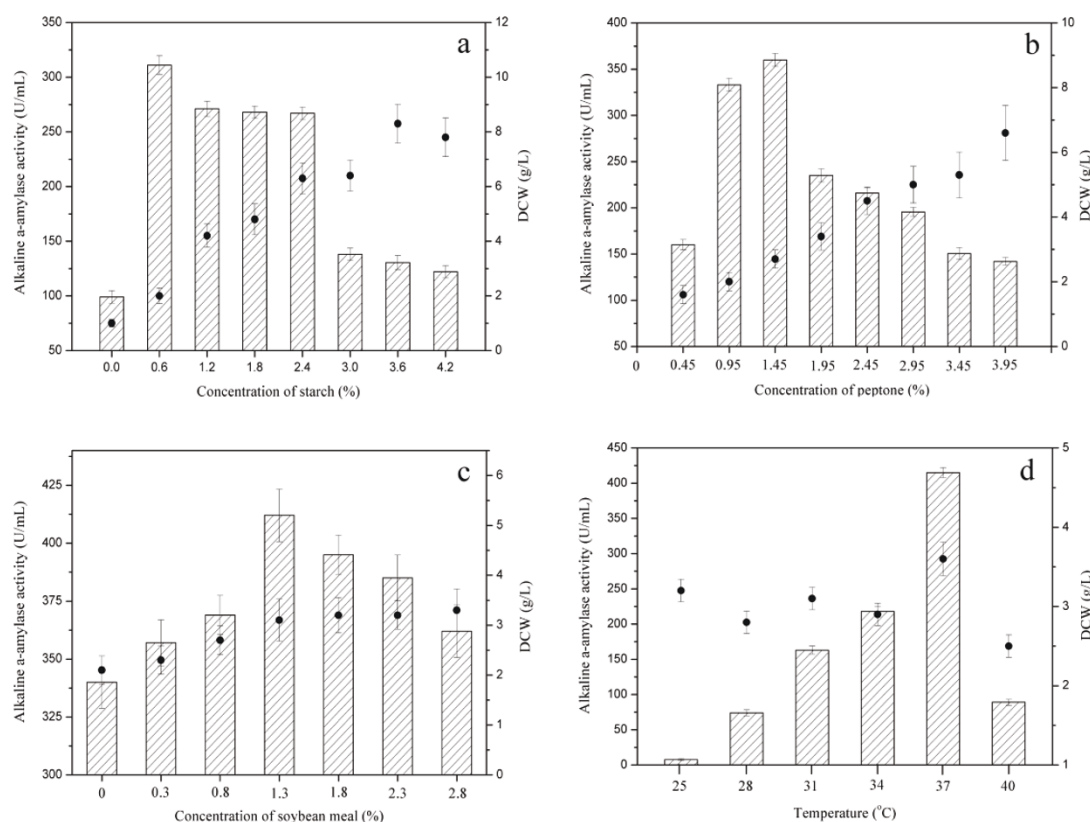 a
Alkaline a-amylase activity (U/mL)
350
300
250
200
150
100
50
12
10
8
6
4
2
0
DCW (g/L)
0.0 0.6 1.2 1.8 2.4 3.0 3.6 4.2
Concentration of starch (%)
b
Alkaline a-amylase activity (U/mL)
400
350
300
250
200
150
100
50
10
8
6
4
2
0
DCW (g/L)
0 0.45 0.95 1.45 1.95 2.45 2.95 3.45 3.95
Concentration of peptone (%)
c
Alkaline a-amylase activity (U/mL)
425
400
375
350
325
300
6
5
4
3
2
1
0
DCW (g/L)
0 0.3 0.8 1.3 1.8 2.3 2.8
Concentration of soybean meal (%)
d
Alkaline a-amylase activity (U/mL)
450
400
350
300
250
200
150
100
50
0
5
4
3
2
1
DCW (g/L)
25 28 31 34 37 40
Temperature (°C)